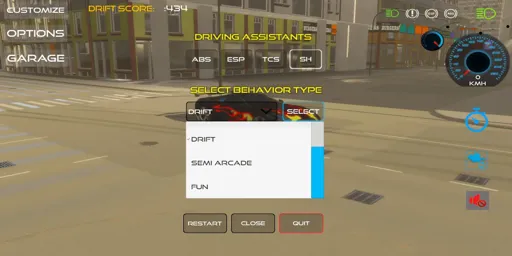 CUSTOMIZE
DRIFT SCORE: :434
OPTIONS
GARAGE
DRIVING ASSISTANTS
ABS ESP TCS SH
SELECT BEHAVIOR TYPE
DRIFT SELECT
DRIFT
SEMI ARCADE
FUN
RESTART CLOSE QUIT
0
KMH